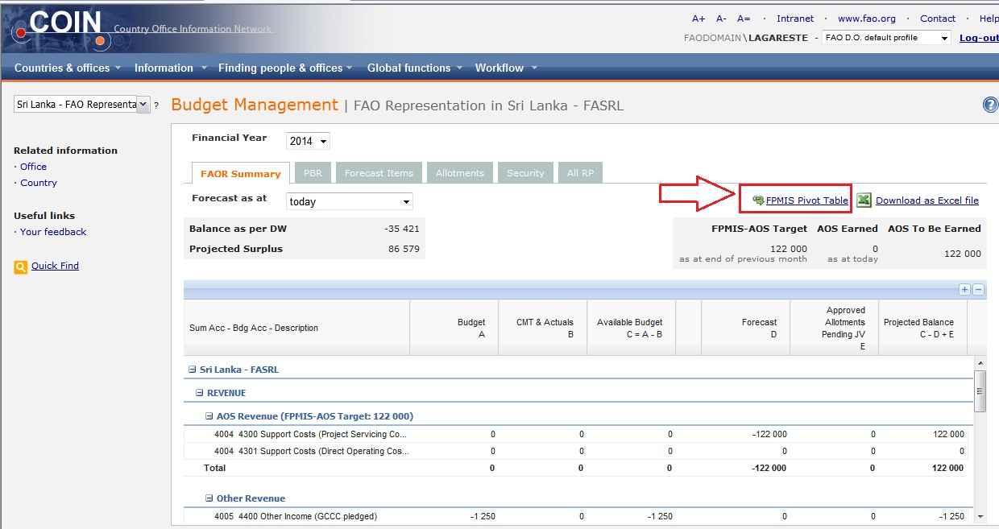 COIN Country Office Information Network
A+ A- A= · Intranet · www.fao.org · Contact · Help
FAODOMAIN\LAGARESTE - FAO D.O. default profile Log-out
Countries & offices Information Finding people & offices Global functions Workflow
Sri Lanka - FAO Representa ? Budget Management | FAO Representation in Sri Lanka - FASRL ?
Financial Year 2014
Related information
· Office
· Country
Useful links
· Your feedback
Quick Find
FAOR Summary PBR Forecast Items Allotments Security All RP
Forecast as at today FPMIS Pivot Table Download as Excel file
Balance as per DW -35 421
Projected Surplus 86 579
FPMIS-AOS Target AOS Earned AOS To Be Earned
122 000 0 122 000
as at end of previous month as at today
Sum Acc - Bdg Acc - Description
Budget
A
CMT & Actuals
B
Available Budget
C = A - B
Forecast
D
Approved
Allotments
Pending JV
E
Projected Balance
C - D + E
Sri Lanka - FASRL
REVENUE
AOS Revenue (FPMIS-AOS Target: 122 000)
4004 4300 Support Costs (Project Servicing Co... 0 0 0 -122 000 0 122 000
4004 4301 Support Costs (Direct Operating Cos... 0 0 0 0 0 0
Total 0 0 0 -122 000 0 122 000
Other Revenue
4005 4400 Other Income (GCCC pledged) -1 250 0 -1 250 0 0 -1 250